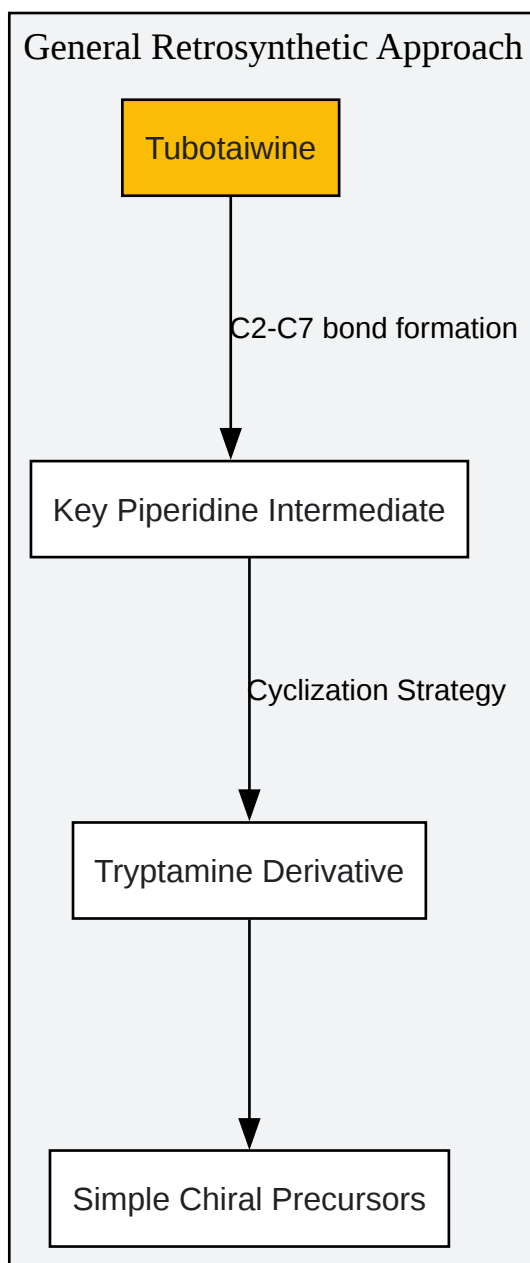 General Retrosynthetic Approach
Tubotaiwine
C2-C7 bond formation
Key Piperidine Intermediate
Cyclization Strategy
Tryptamine Derivative
Simple Chiral Precursors